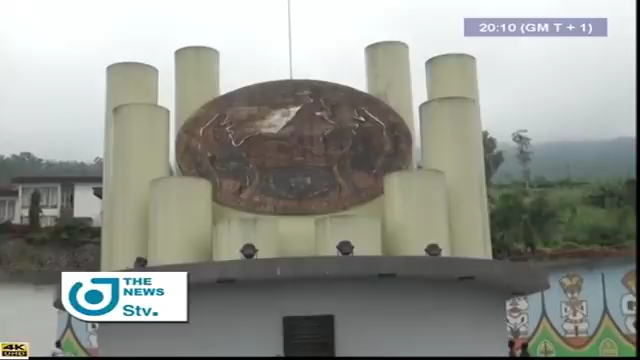 20:10 (GM T + 1)
THE
NEWS
Stv.
4K
UHD